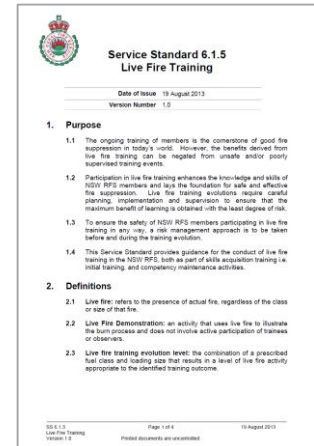 Service Standard 6.1.5
Live Fire Training
Date of Issue 19 August 2013
Version Number 1.0
1. Purpose
1.1 The ongoing training of members is the cornerstone of good fire
suppression in today's world. However, the benefits derived from
live fire training can be negated from unsafe and/or poorly
supervised training events.
1.2 Participation in live fire training enhances the knowledge and skills of
NSW RFS members and lays the foundation for safe and effective
fire suppression. Live fire training evolutions require careful
planning, implementation and supervision to ensure that the
maximum benefit of learning is obtained with the least degree of risk.
1.3 To ensure the safety of NSW RFS members participating in live fire
training in any way, a risk management approach is to be taken
before and during the training evolution.
1.4 This Service Standard provides guidance for the conduct of live fire
training in the NSW RFS, both as part of skills acquisition training i.e.
initial training, and competency maintenance activities.
2. Definitions
2.1 Live fire: refers to the presence of actual fire, regardless of the class
or size of that fire.
2.2 Live Fire Demonstration: an activity that uses live fire to illustrate
the burn process and does not involve active participation of trainees
or observers.
2.3 Live fire training evolution level: the combination of a prescribed
fuel class and loading size that results in a level of live fire activity
appropriate to the identified training outcome.
SS 6.1.5 Page 1 of 4 19 August 2013
Live Fire Training
Version 1.0 Printed documents are uncontrolled